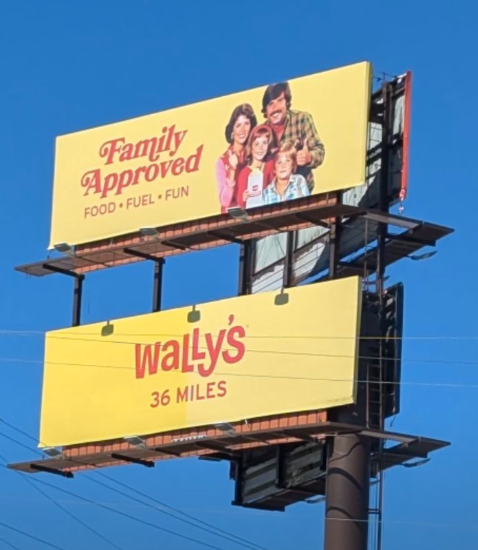 Family
Approved
FOOD • FUEL • FUN
WaLLy's
36 MILES